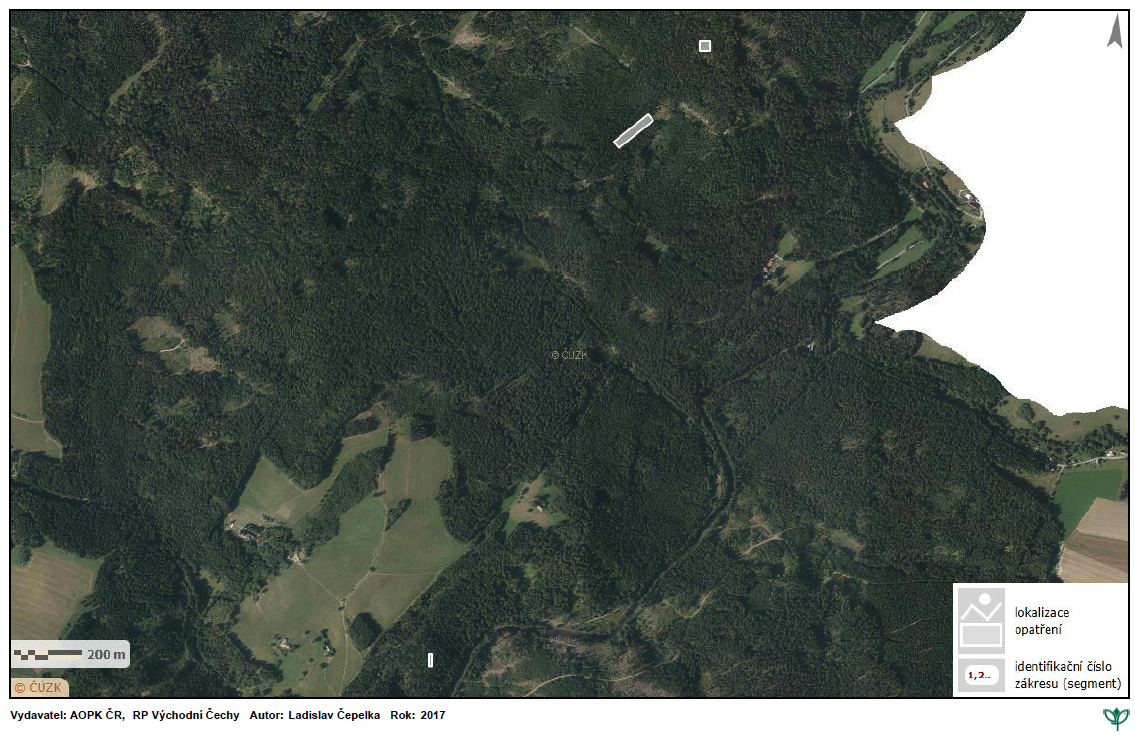 © ČÚZK
lokalizace
opatření
1,2..
identifikační číslo
zákresu (segment)
200 m
© ČÚZK
Vydavatel: AOPK ČR, RP Východní Čechy Autor: Ladislav Čepelka Rok: 2017